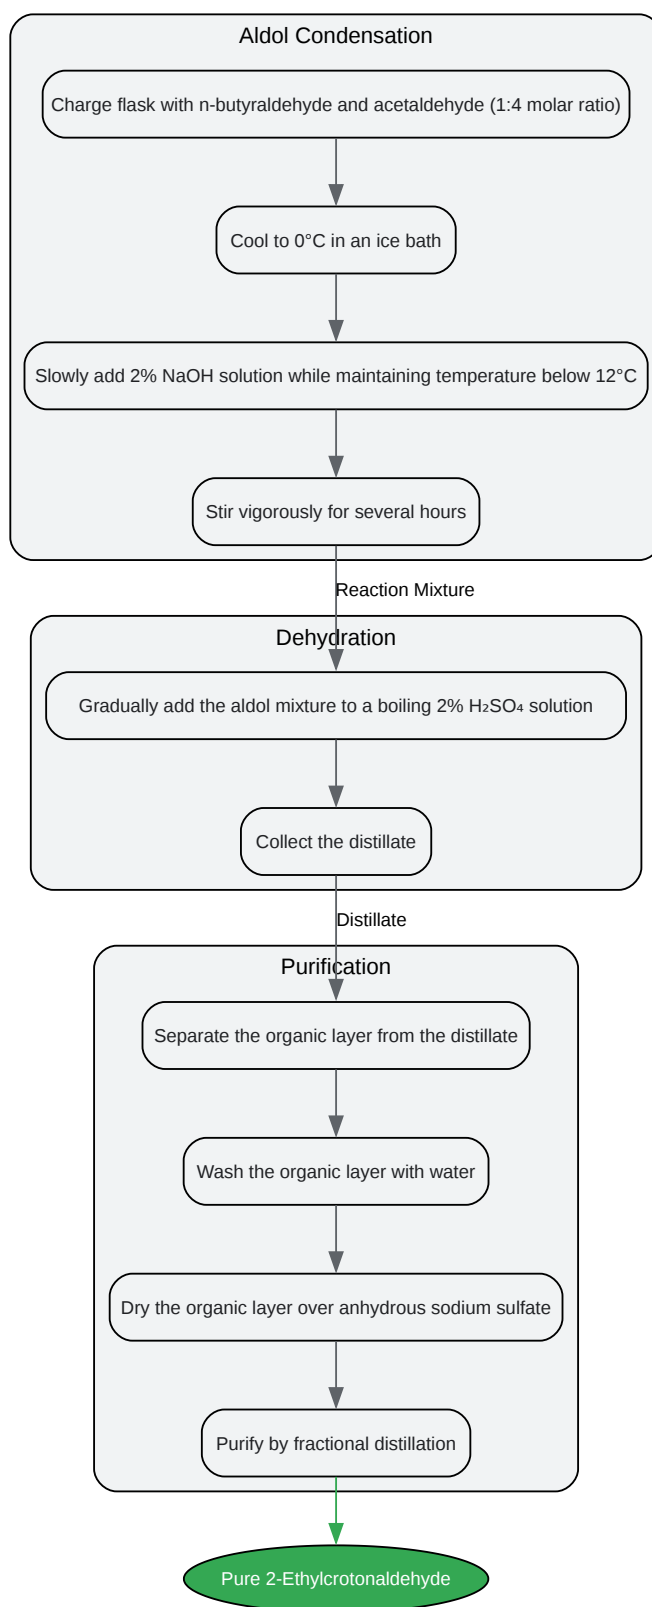 Aldol Condensation
Charge flask with n-butyraldehyde and acetaldehyde (1:4 molar ratio)
Cool to 0°C in an ice bath
Slowly add 2% NaOH solution while maintaining temperature below 12°C
Stir vigorously for several hours
Reaction Mixture
Dehydration
Gradually add the aldol mixture to a boiling 2% H₂SO₄ solution
Collect the distillate
Distillate
Purification
Separate the organic layer from the distillate
Wash the organic layer with water
Dry the organic layer over anhydrous sodium sulfate
Purify by fractional distillation
Pure 2-Ethylcrotonaldehyde